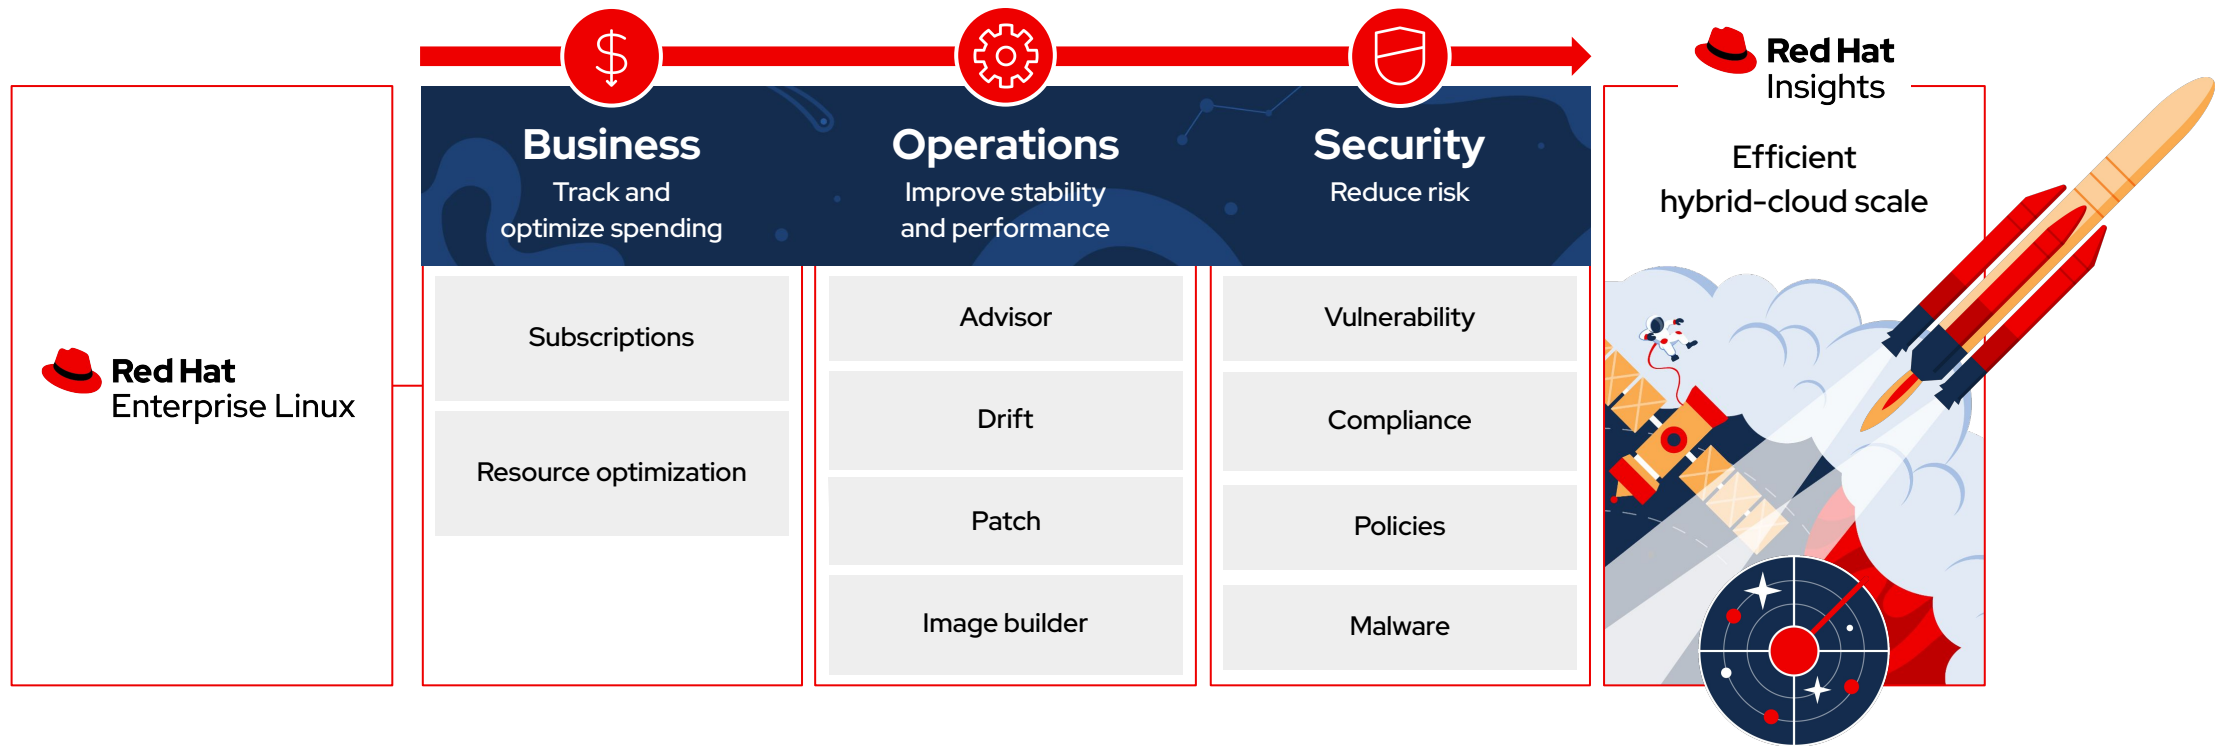 Red Hat
Enterprise Linux
Business
Track and
optimize spending
Subscriptions
Resource optimization
Operations
Improve stability
and performance
Advisor
Drift
Patch
Image builder
Security
Reduce risk
Vulnerability
Compliance
Policies
Malware
Red Hat
Insights
Efficient
hybrid-cloud scale